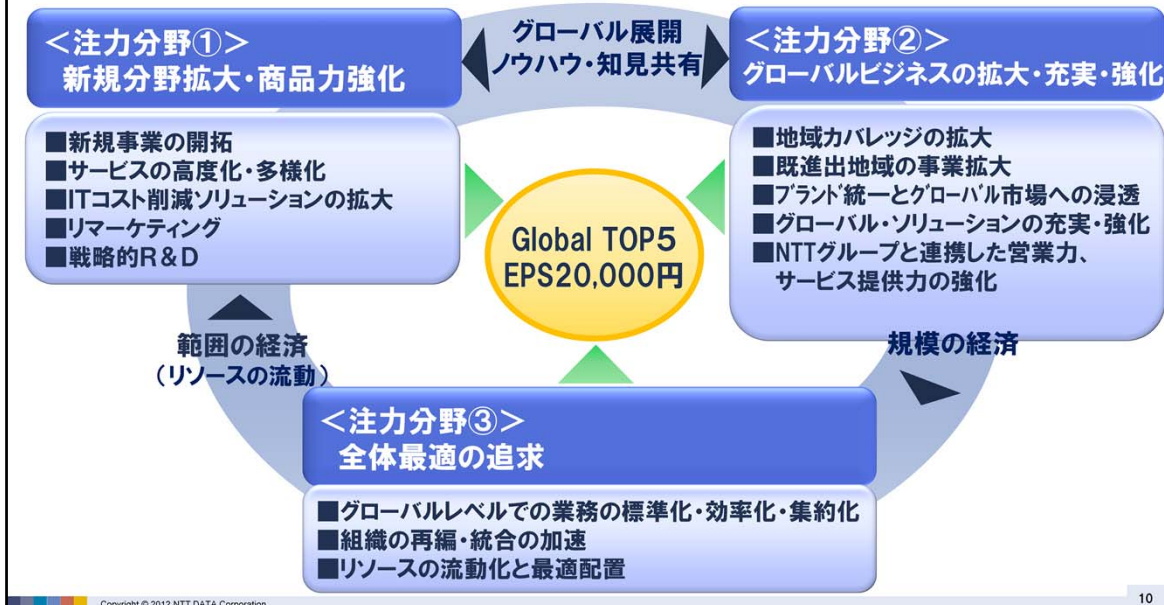 ＜注力分野①＞
新規分野拡大・商品力強化
■新規事業の開拓
■サービスの高度化・多様化
■ITコスト削減ソリューションの拡大
■リマーケティング
■戦略的R＆D
グローバル展開
ノウハウ・知見共有
＜注力分野②＞
グローバルビジネスの拡大・充実・強化
■地域カバレッジの拡大
■既進出地域の事業拡大
■ブランド統一とグローバル市場への浸透
■グローバル・ソリューションの充実・強化
■NTTグループと連携した営業力、
サービス提供力の強化
Global TOP5
EPS20,000円
範囲の経済
（リソースの流動）
規模の経済
＜注力分野③＞
全体最適の追求
■グローバルレベルでの業務の標準化・効率化・集約化
■組織の再編・統合の加速
■リソースの流動化と最適配置
Copyright © 2012 NTT DATA Corporation
10